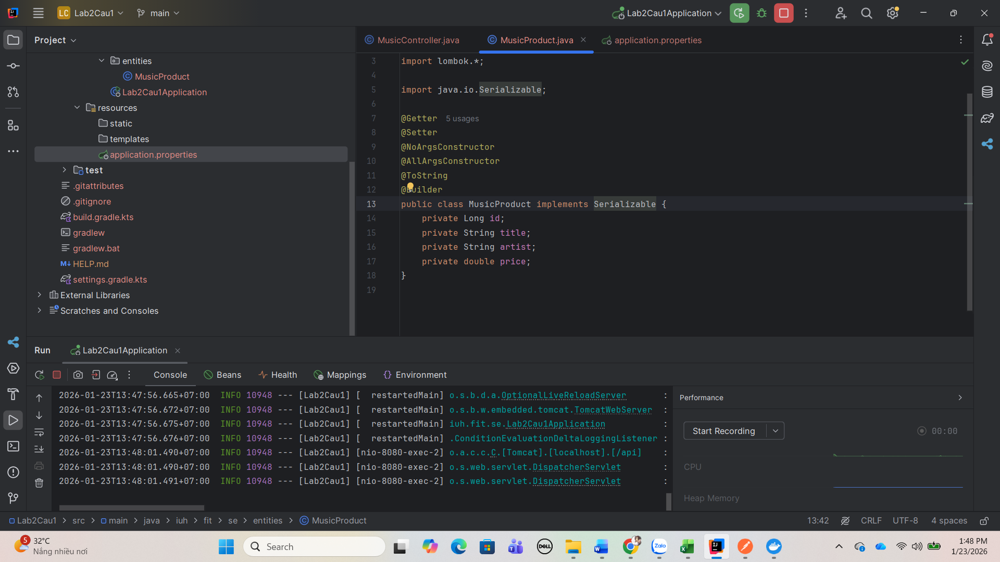 LC Lab2Cau1 main Lab2Cau1Application
Project
MusicController.java MusicProduct.java application.properties
entities
MusicProduct
Lab2Cau1Application
resources
static
templates
application.properties
test
.gitattributes
.gitignore
build.gradle.kts
gradlew
gradlew.bat
M↓ HELP.md
settings.gradle.kts
External Libraries
Scratches and Consoles
3 import lombok.*;
4
5 import java.io.Serializable;
6
7 @Getter 5 usages
8 @Setter
9 @NoArgsConstructor
10 @AllArgsConstructor
11 @ToString
12 @Builder
13 public class MusicProduct implements Serializable {
14 private Long id;
15 private String title;
16 private String artist;
17 private double price;
18 }
19
Run Lab2Cau1Application
Console Beans Health Mappings Environment
2026-01-23T13:47:56.665+07:00 INFO 10948 --- [Lab2Cau1] [ restartedMain] o.s.b.d.a.OptionalLiveReloadServer :
2026-01-23T13:47:56.672+07:00 INFO 10948 --- [Lab2Cau1] [ restartedMain] o.s.b.w.embedded.tomcat.TomcatWebServer :
2026-01-23T13:47:56.675+07:00 INFO 10948 --- [Lab2Cau1] [ restartedMain] iuh.fit.se.Lab2Cau1Application :
2026-01-23T13:47:56.676+07:00 INFO 10948 --- [Lab2Cau1] [ restartedMain] .ConditionEvaluationDeltaLoggingListener :
2026-01-23T13:48:01.490+07:00 INFO 10948 --- [Lab2Cau1] [nio-8080-exec-2] o.a.c.c.C.[Tomcat].[localhost].[/api] :
2026-01-23T13:48:01.490+07:00 INFO 10948 --- [Lab2Cau1] [nio-8080-exec-2] o.s.web.servlet.DispatcherServlet :
2026-01-23T13:48:01.491+07:00 INFO 10948 --- [Lab2Cau1] [nio-8080-exec-2] o.s.web.servlet.DispatcherServlet :
Performance
Start Recording 00:00
CPU
Heap Memory
Lab2Cau1 > src > main > java > iuh > fit > se > entities > MusicProduct 13:42 CRLF UTF-8 4 spaces
5 32°C
Nắng nhiều nơi
Search
DELL
Zalo
1:48 PM
1/23/2026